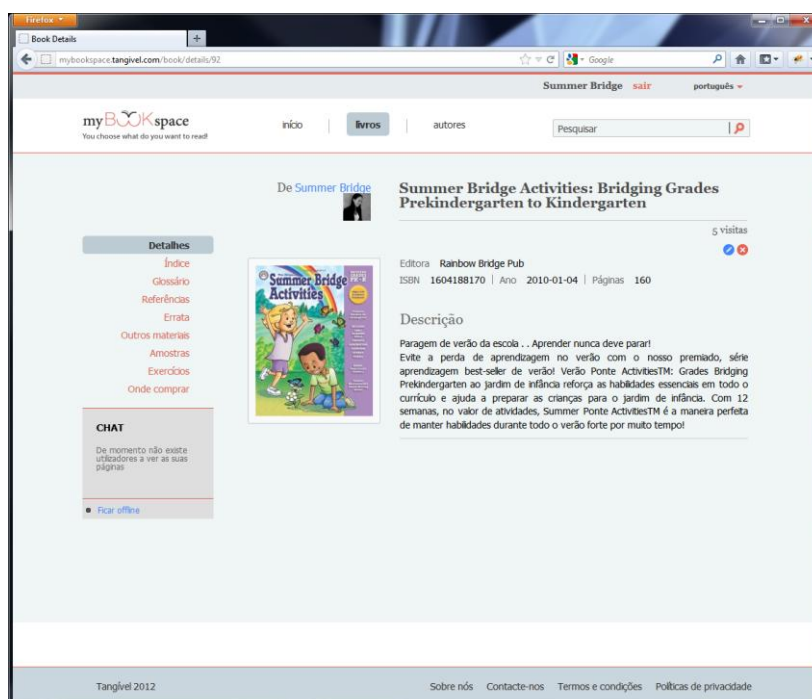 Firefox
Book Details
mybookspace.tangivel.com/book/details/92
Google
Summer Bridge sair português
myBOOKspace
You choose what do you want to read!
início livros autores
Pesquisar
De Summer Bridge
Summer Bridge Activities: Bridging Grades
Prekindergarten to Kindergarten
5 visitas
Detalhes
Índice
Glossário
Referências
Errata
Outros materiais
Amostras
Exercícios
Onde comprar
Summer Bridge
Activities
Editora Rainbow Bridge Pub
ISBN 1604188170 | Ano 2010-01-04 | Páginas 160
Descrição
Paragem de verão da escola . . Aprender nunca deve parar!
Evite a perda de aprendizagem no verão com o nosso premiado, série
aprendizagem best-seller de verão! Verão Ponte ActivitiesTM: Grades Bridging
Prekindergarten ao jardim de infância reforça as habilidades essenciais em todo o
currículo e ajuda a preparar as crianças para o jardim de infância. Com 12
semanas, no valor de atividades, Summer Ponte ActivitiesTM é a maneira perfeita
de manter habilidades durante todo o verão forte por muito tempo!
CHAT
De momento não existe
utilizadores a ver as suas
páginas
Ficar offline
Tangível 2012
Sobre nós Contacte-nos Termos e condições Políticas de privacidade